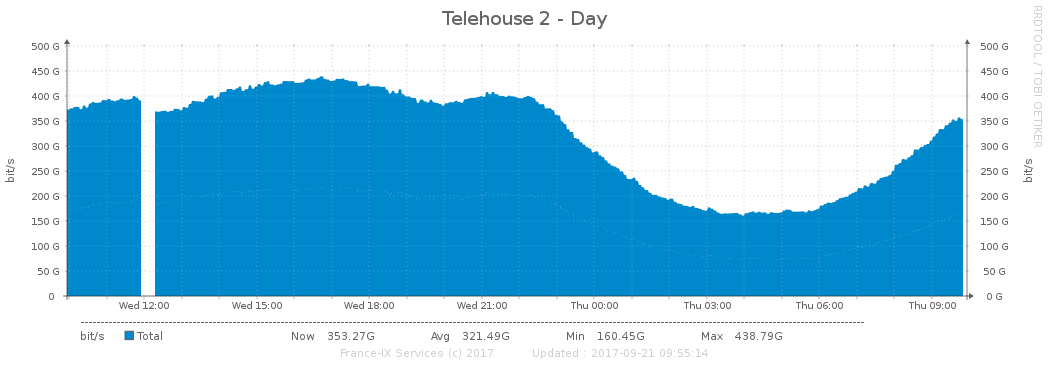 Telehouse 2 - Day
RRDTOOL / TOBI OETIKER
500 G 500 G
450 G 450 G
400 G 400 G
350 G 350 G
300 G 300 G
250 G 250 G
200 G 200 G
150 G 150 G
100 G 100 G
50 G 50 G
0 0 G
bit/s bit/s
Wed 12:00 Wed 15:00 Wed 18:00 Wed 21:00 Thu 00:00 Thu 03:00 Thu 06:00 Thu 09:00
bit/s Total Now 353.27G Avg 321.49G Min 160.45G Max 438.79G
France-IX Services (c) 2017 Updated : 2017-09-21 09:55:14